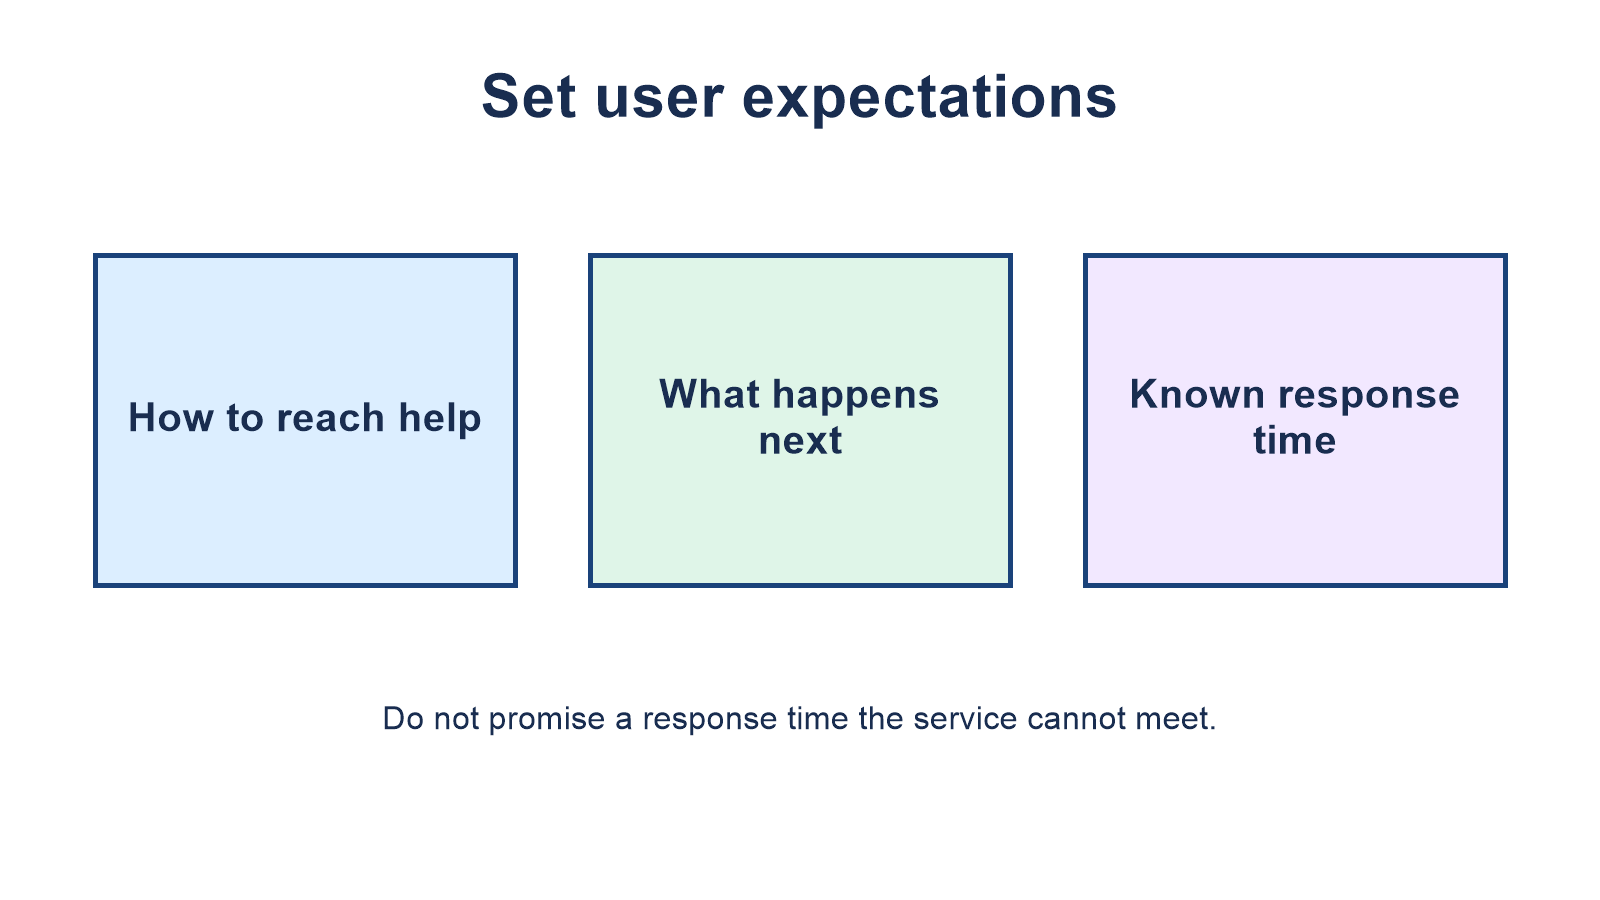 Set user expectations
How to reach help
What happens
next
Known response
time
Do not promise a response time the service cannot meet.